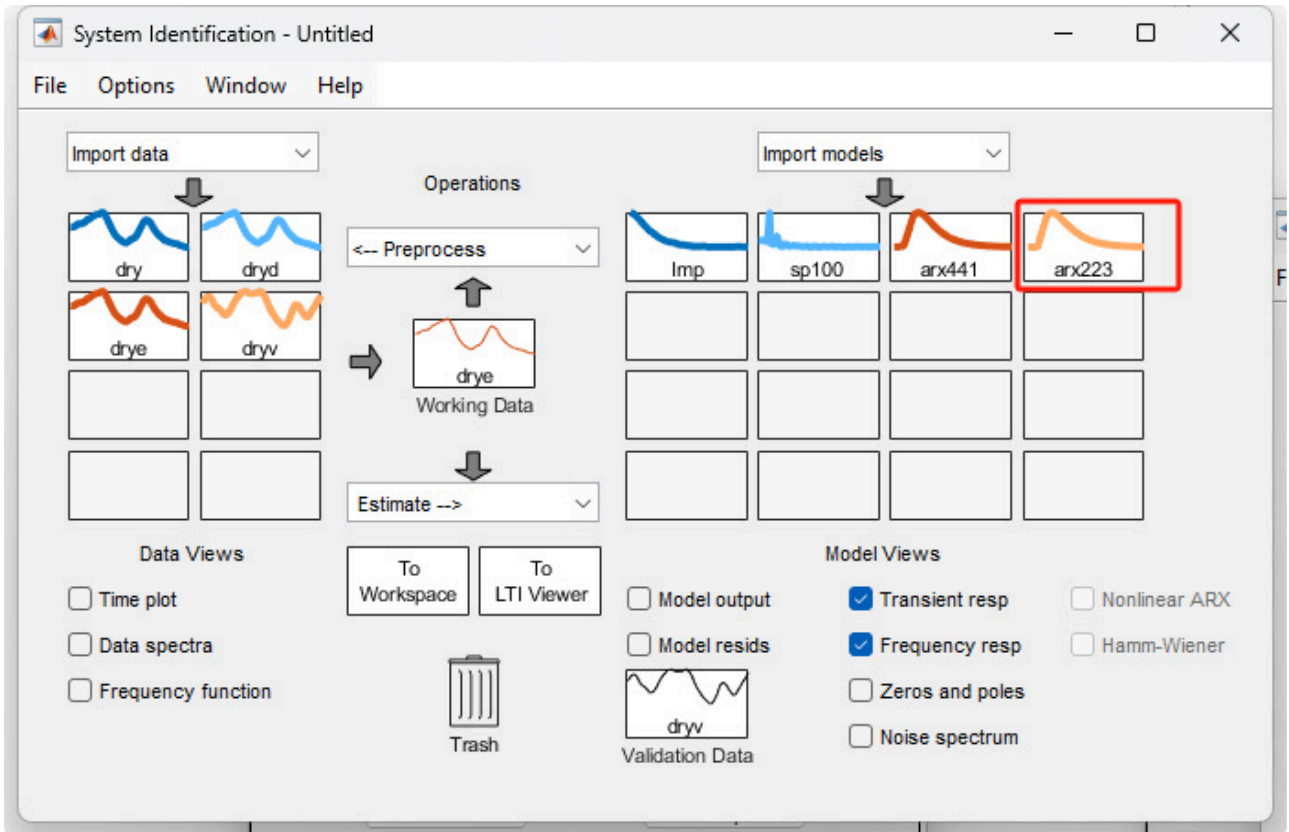 System Identification - Untitled
File Options Window Help
Import data
Import models
Operations
<-- Preprocess
dry
dryd
Imp
sp100
arx441
arx223
F
drye
dryv
drye
Working Data
Estimate -->
Data Views
Model Views
To
Workspace
To
LTI Viewer
Time plot
Model output
Transient resp
Nonlinear ARX
Data spectra
Model resids
Frequency resp
Hamm-Wiener
Frequency function
Zeros and poles
dryv
Trash
Noise spectrum
Validation Data